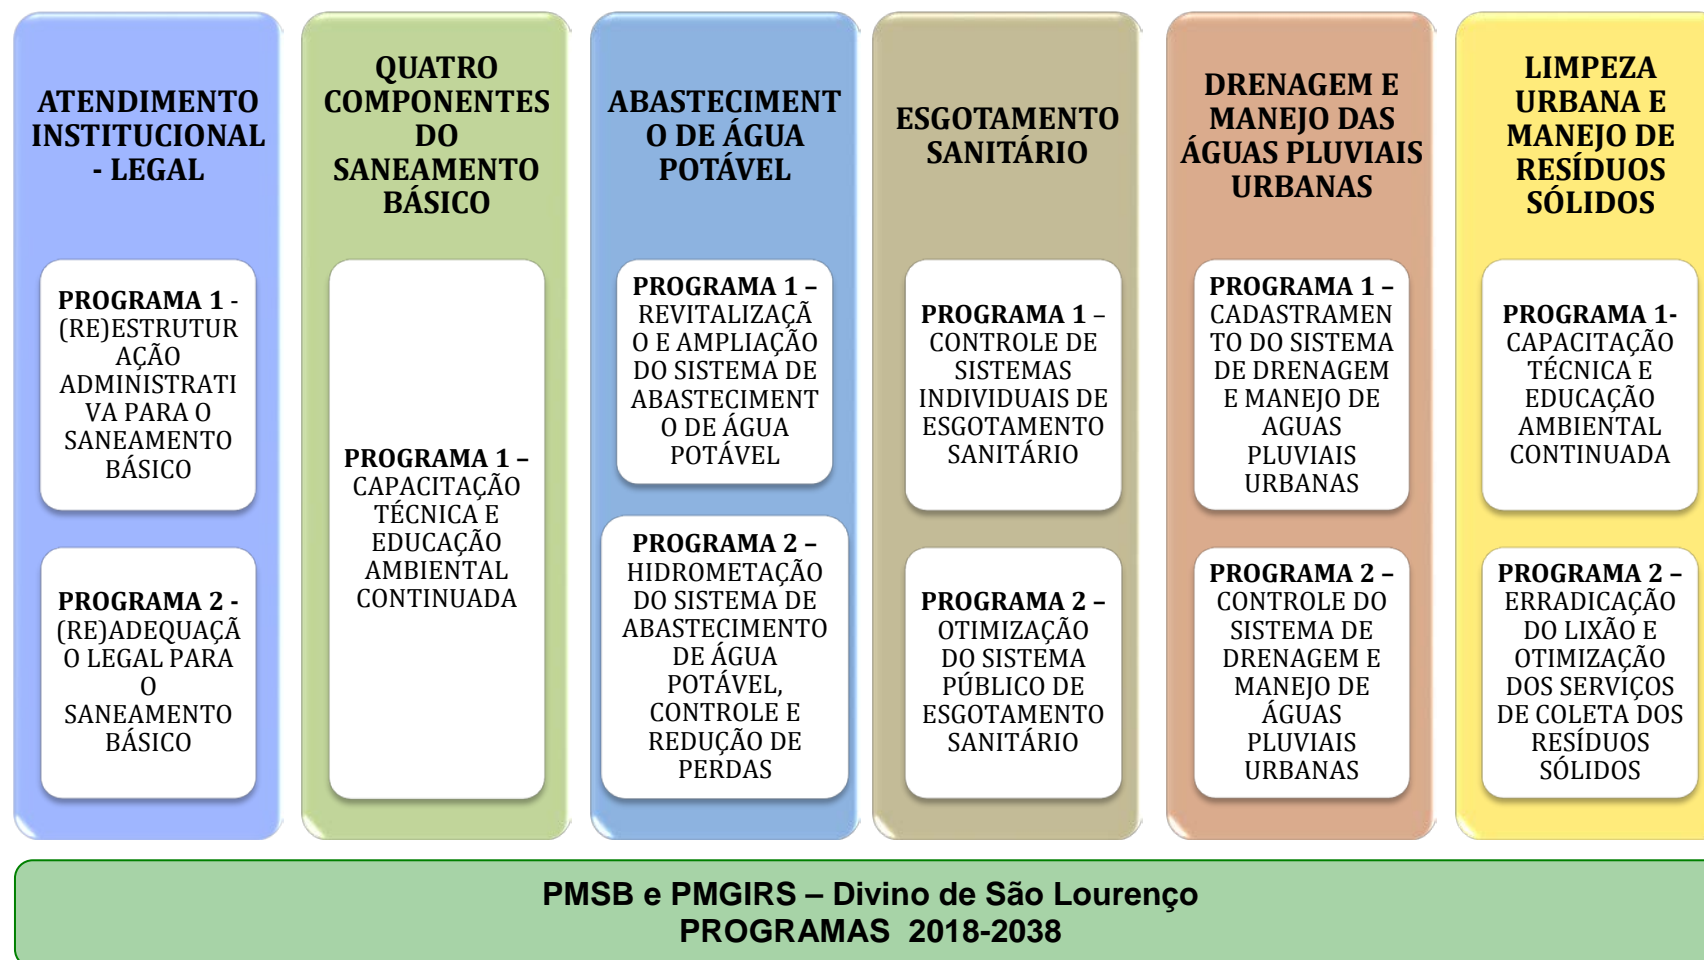 ATENDIMENTO
INSTITUCIONAL
- LEGAL
PROGRAMA 1 -
(RE)ESTRUTUR
AÇÃO
ADMINISTRATI
VA PARA O
SANEAMENTO
BÁSICO
PROGRAMA 2 -
(RE)ADEQUAÇÃ
O LEGAL PARA
O
SANEAMENTO
BÁSICO
QUATRO
COMPONENTES
DO
SANEAMENTO
BÁSICO
PROGRAMA 1 –
CAPACITAÇÃO
TÉCNICA E
EDUCAÇÃO
AMBIENTAL
CONTINUADA
ABASTECIMENT
O DE ÁGUA
POTÁVEL
PROGRAMA 1 –
REVITALIZAÇÃ
O E AMPLIAÇÃO
DO SISTEMA DE
ABASTECIMENT
O DE ÁGUA
POTÁVEL
PROGRAMA 2 –
HIDROMETAÇÃO
DO SISTEMA DE
ABASTECIMENTO
DE ÁGUA
POTÁVEL,
CONTROLE E
REDUÇÃO DE
PERDAS
ESGOTAMENTO
SANITÁRIO
PROGRAMA 1 –
CONTROLE DE
SISTEMAS
INDIVIDUAIS DE
ESGOTAMENTO
SANITÁRIO
PROGRAMA 2 –
OTIMIZAÇÃO
DO SISTEMA
PÚBLICO DE
ESGOTAMENTO
SANITÁRIO
DRENAGEM E
MANEJO DAS
ÁGUAS PLUVIAIS
URBANAS
PROGRAMA 1 –
CADASTRAMEN
TO DO SISTEMA
DE DRENAGEM
E MANEJO DE
AGUAS
PLUVIAIS
URBANAS
PROGRAMA 2 –
CONTROLE DO
SISTEMA DE
DRENAGEM E
MANEJO DE
ÁGUAS
PLUVIAIS
URBANAS
LIMPEZA
URBANA E
MANEJO DE
RESÍDUOS
SÓLIDOS
PROGRAMA 1-
CAPACITAÇÃO
TÉCNICA E
EDUCAÇÃO
AMBIENTAL
CONTINUADA
PROGRAMA 2 –
ERRADICAÇÃO
DO LIXÃO E
OTIMIZAÇÃO
DOS SERVIÇOS
DE COLETA DOS
RESÍDUOS
SÓLIDOS
PMSB e PMGIRS – Divino de São Lourenço
PROGRAMAS 2018-2038